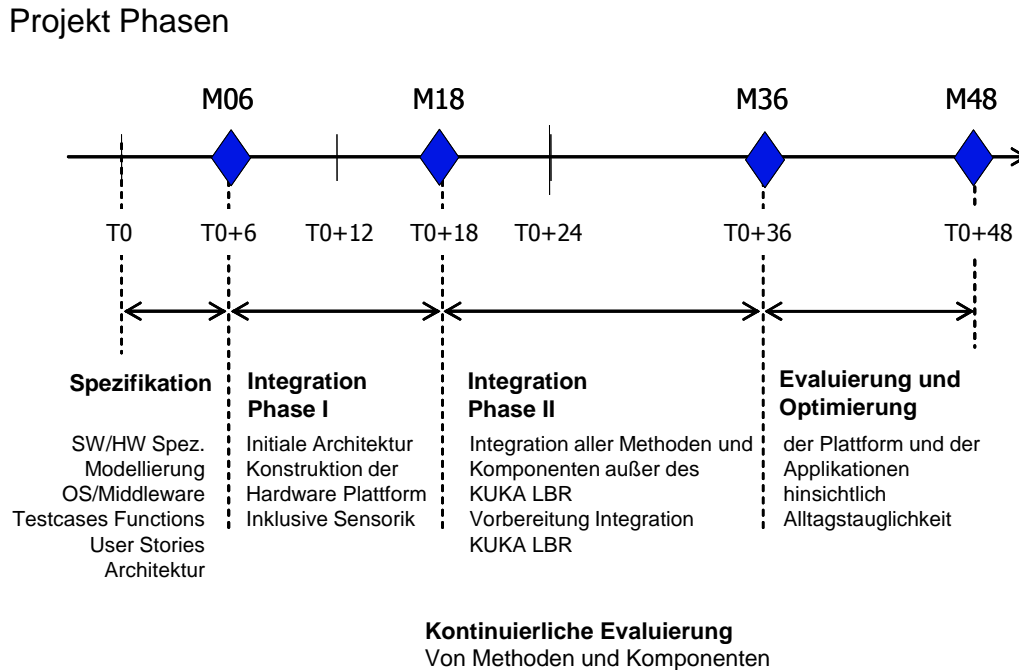 Projekt Phasen
M06
M18
M36
M48
T0
T0+6
T0+12
T0+18
T0+24
T0+36
T0+48
Spezifikation
SW/HW Spez.
Modellierung
OS/Middleware
Testcases Functions
User Stories
Architektur
Integration
Phase I
Initiale Architektur
Konstruktion der
Hardware Plattform
Inklusive Sensorik
Integration
Phase II
Integration aller Methoden und
Komponenten außer des
KUKA LBR
Vorbereitung Integration
KUKA LBR
Evaluierung und
Optimierung
der Plattform und der
Applikationen
hinsichtlich
Alltagstauglichkeit
Kontinuierliche Evaluierung
Von Methoden und Komponenten